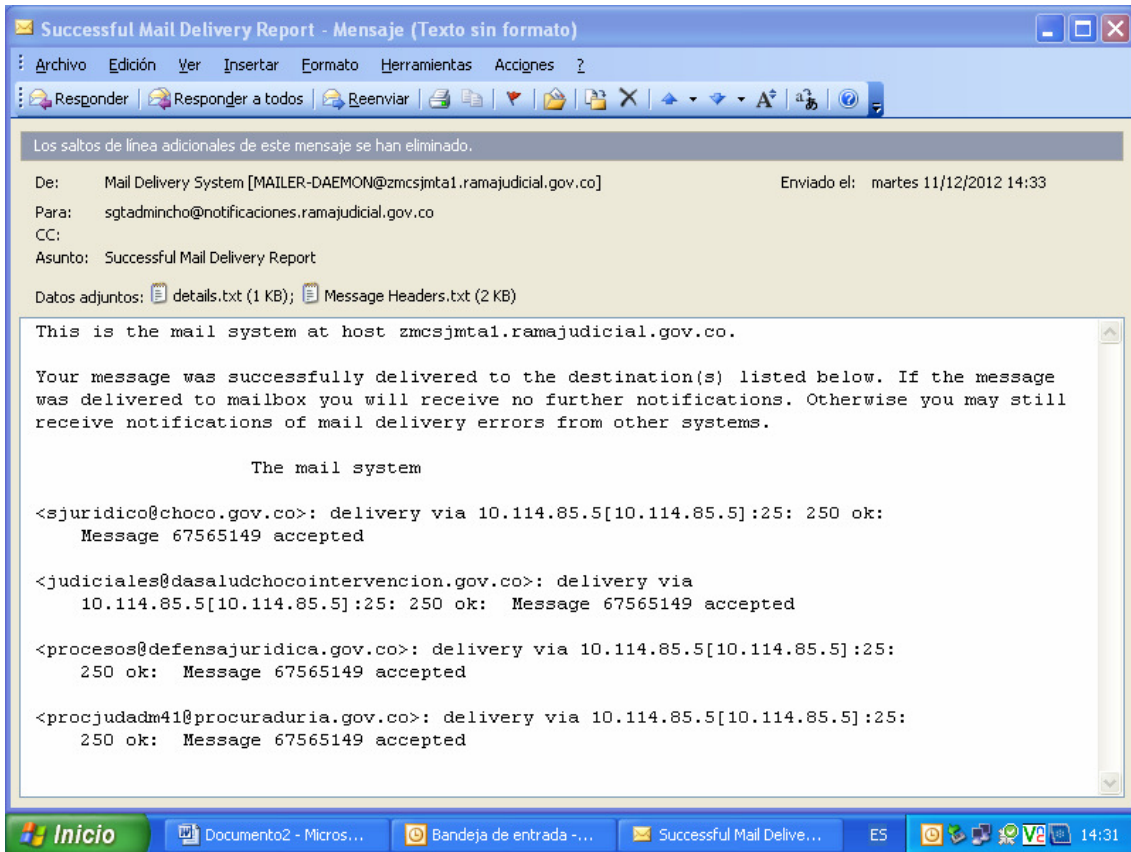 Successful Mail Delivery Report - Mensaje (Texto sin formato)
Archivo Edición Ver Insertar Formato Herramientas Acciones ?
Responder Responder a todos Reenviar
Los saltos de línea adicionales de este mensaje se han eliminado.
De: Mail Delivery System [MAILER-DAEMON@zmcsjmta1.ramajudicial.gov.co] Enviado el: martes 11/12/2012 14:33
Para: sgtadmincho@notificaciones.ramajudicial.gov.co
CC:
Asunto: Successful Mail Delivery Report
Datos adjuntos: details.txt (1 KB); Message Headers.txt (2 KB)
This is the mail system at host zmcsjmta1.ramajudicial.gov.co.
Your message was successfully delivered to the destination(s) listed below. If the message
was delivered to mailbox you will receive no further notifications. Otherwise you may still
receive notifications of mail delivery errors from other systems.
The mail system
<sjuridico@choco.gov.co>: delivery via 10.114.85.5[10.114.85.5]:25: 250 ok:
Message 67565149 accepted
<judiciales@dasaludchocointervencion.gov.co>: delivery via
10.114.85.5[10.114.85.5]:25: 250 ok: Message 67565149 accepted
<procesos@defensajuridica.gov.co>: delivery via 10.114.85.5[10.114.85.5]:25:
250 ok: Message 67565149 accepted
<procjudadm41@procuraduria.gov.co>: delivery via 10.114.85.5[10.114.85.5]:25:
250 ok: Message 67565149 accepted
Inicio Documento2 - Micros... Bandeja de entrada -... Successful Mail Delive... ES 14:31